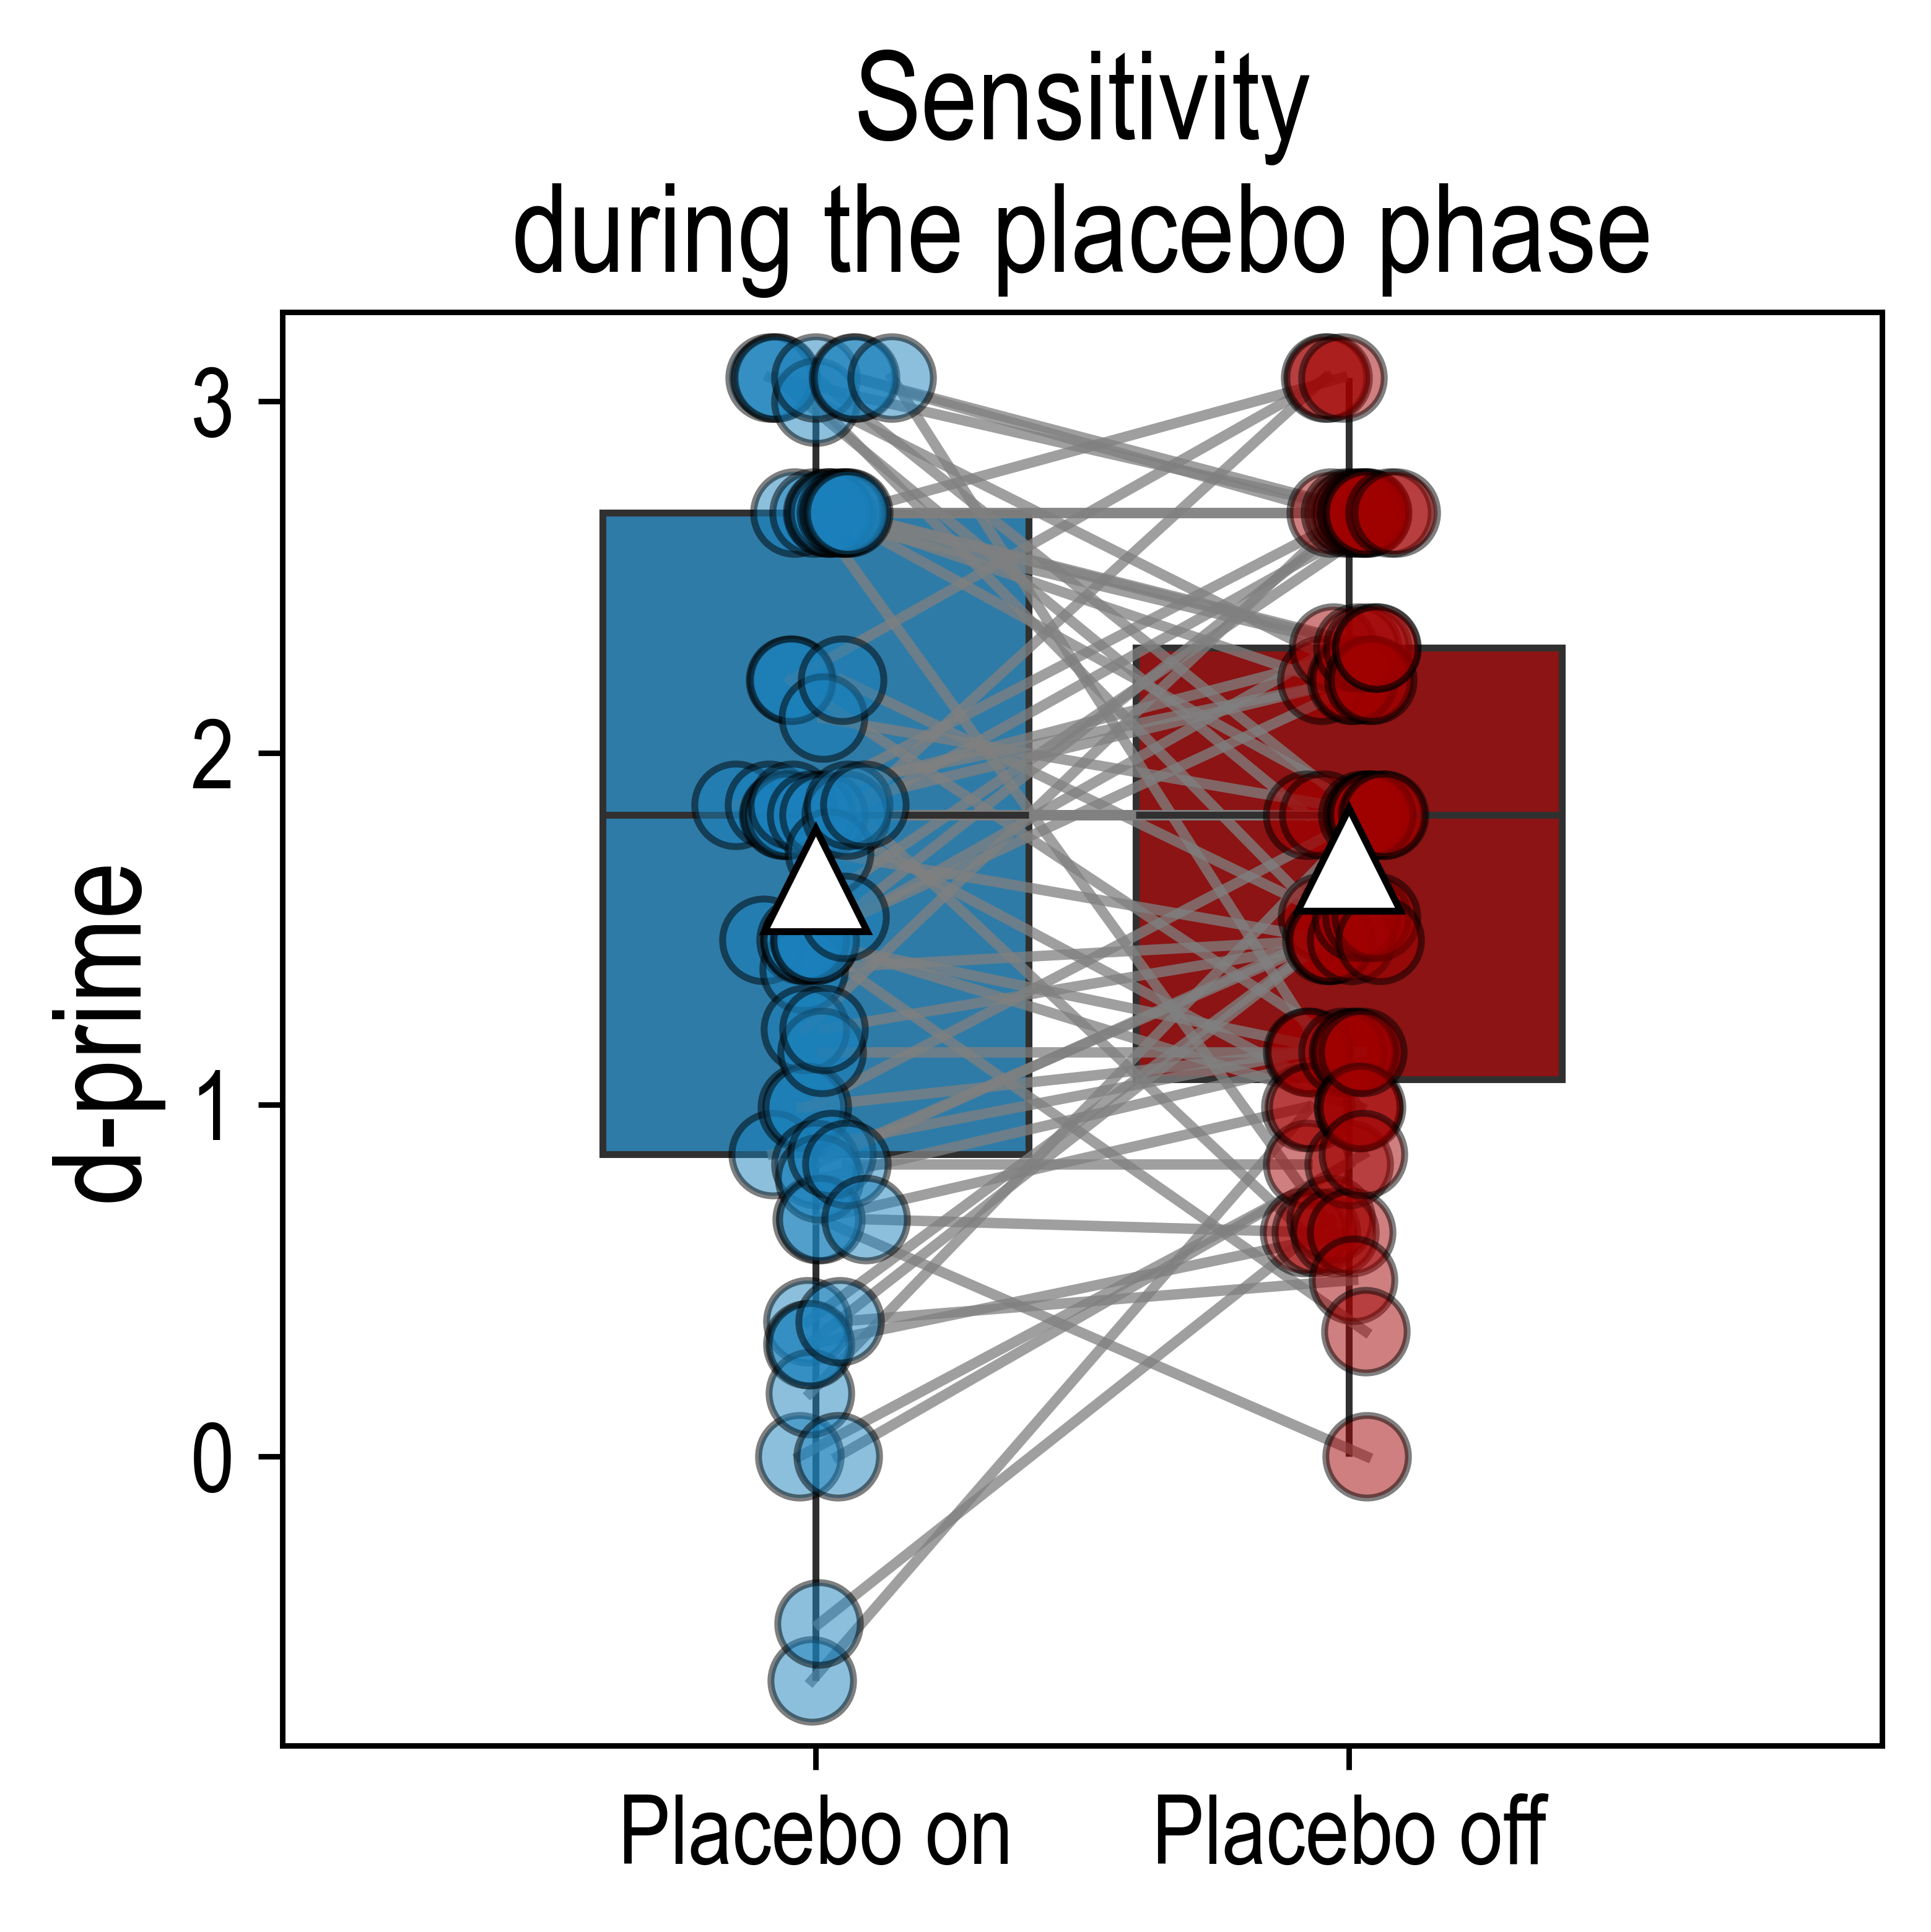 Sensitivity
during the placebo phase
d-prime
3
2
1
0
Placebo on
Placebo off